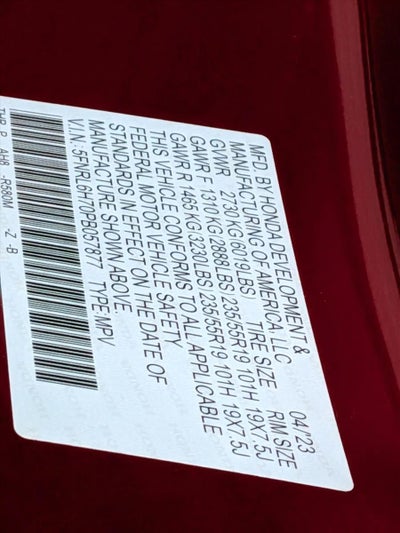 MFD. BY HONDA DEVELOPMENT & 04/23
MANUFACTURING OF AMERICA LLC RIM SIZE
GVWR 2730 KG (6019 LBS) TIRE SIZE 19X7.5J
GAWR F 1310 KG (2888 LBS) 235/55R19 101H 19X7.5J
GAWR R 1465 KG (3230 LBS) 235/55R19 101H
THIS VEHICLE CONFORMS TO ALL APPLICABLE
FEDERAL MOTOR VEHICLE SAFETY
STANDARDS IN EFFECT ON THE DATE OF
MANUFACTURE SHOWN ABOVE.
V.I.N.: TYPE:MPV
-R580M -Z -B